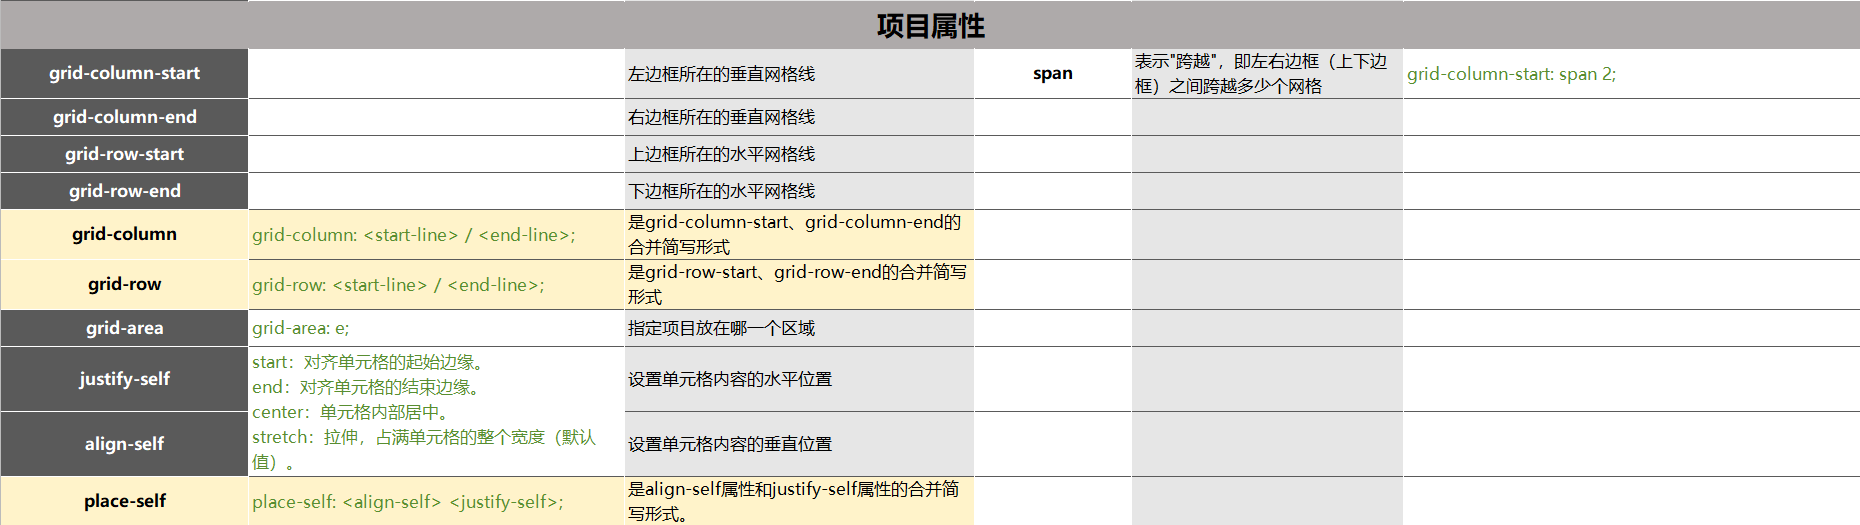 项目属性
grid-column-start
左边框所在的垂直网格线
span
表示"跨越"，即左右边框（上下边
框）之间跨越多少个网格
grid-column-start: span 2;
grid-column-end
右边框所在的垂直网格线
grid-row-start
上边框所在的水平网格线
grid-row-end
下边框所在的水平网格线
grid-column
grid-column: <start-line> / <end-line>;
是grid-column-start、grid-column-end的
合并简写形式
grid-row
grid-row: <start-line> / <end-line>;
是grid-row-start、grid-row-end的合并简写
形式
grid-area
grid-area: e;
指定项目放在哪一个区域
justify-self
start：对齐单元格的起始边缘。
end：对齐单元格的结束边缘。
center：单元格内部居中。
stretch：拉伸，占满单元格的整个宽度（默认
值）。
设置单元格内容的水平位置
align-self
设置单元格内容的垂直位置
place-self
place-self: <align-self> <justify-self>;
是align-self属性和justify-self属性的合并简
写形式。